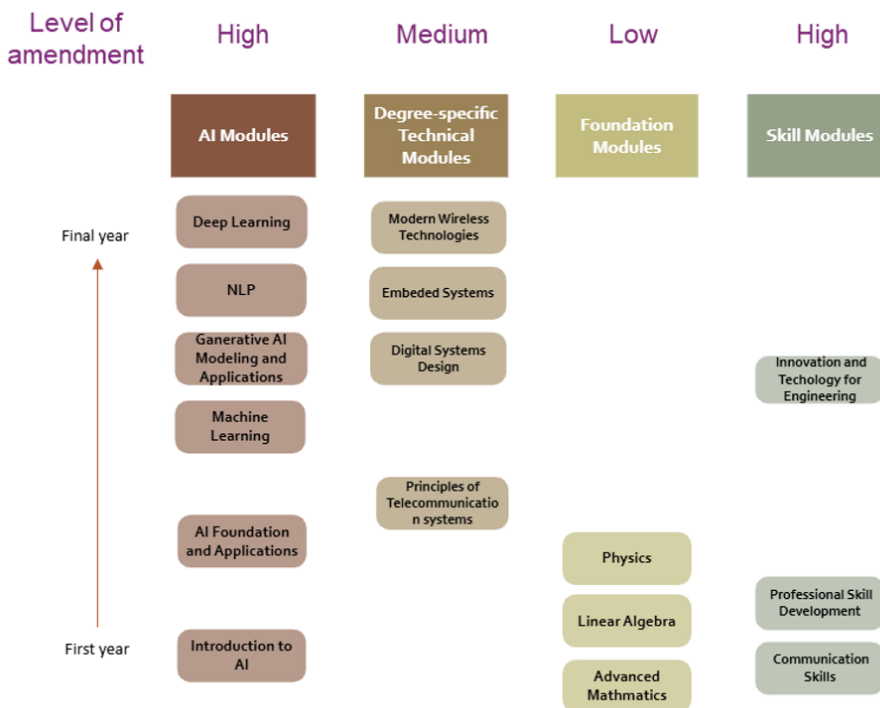 Level of
amendment
High
Medium
Low
High
AI Modules
Degree-specific
Technical
Modules
Foundation
Modules
Skill Modules
Final year
First year
Deep Learning
NLP
Ganerative AI
Modeling and
Applications
Machine
Learning
AI Foundation
and Applications
Introduction to
AI
Modern Wireless
Technologies
Embeded Systems
Digital Systems
Design
Principles of
Telecommunicatio
n systems
Physics
Linear Algebra
Advanced
Mathmatics
Innovation and
Techology for
Engineering
Professional Skill
Development
Communication
Skills